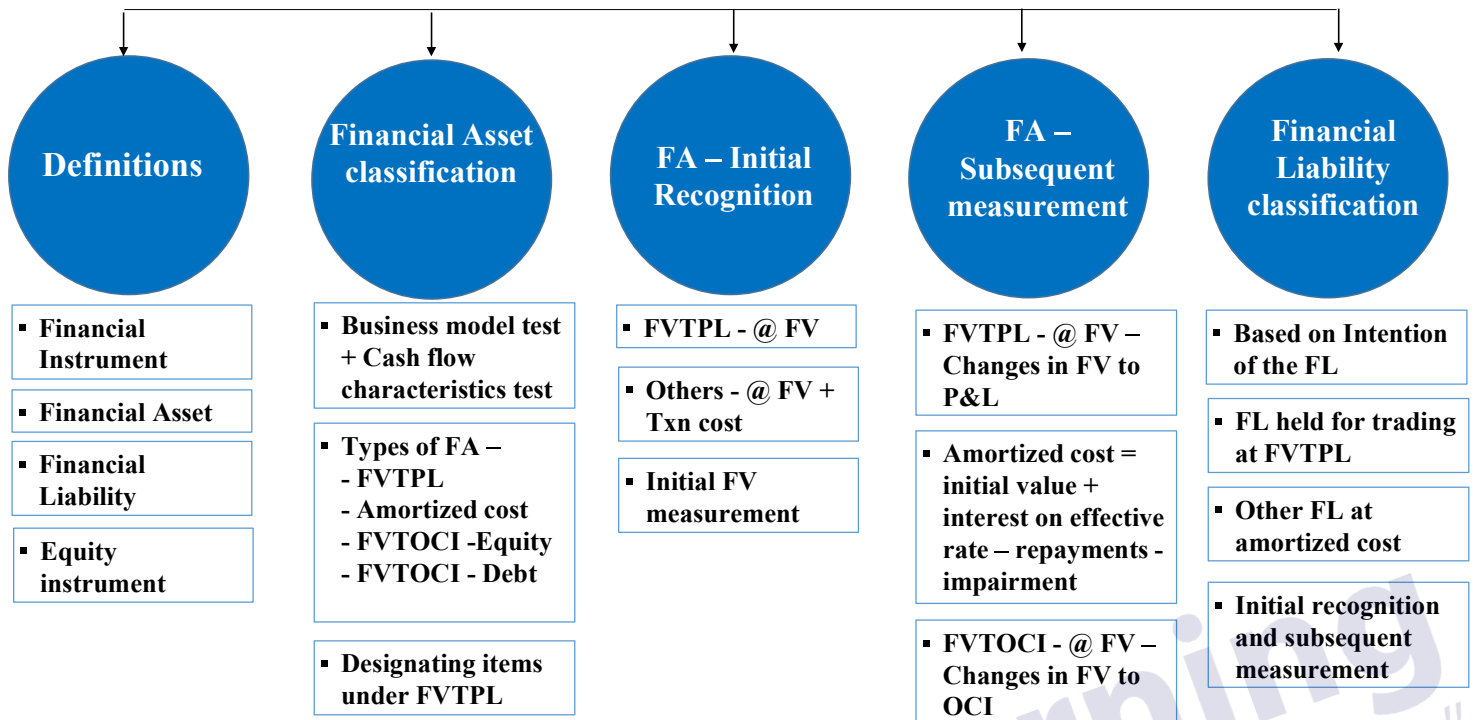 Definitions
▪ Financial
Instrument
▪ Financial Asset
▪ Financial
Liability
▪ Equity
instrument
Financial Asset
classification
▪ Business model test
+ Cash flow
characteristics test
▪ Types of FA –
- FVTPL
- Amortized cost
- FVTOCI -Equity
- FVTOCI - Debt
▪ Designating items
under FVTPL
FA – Initial
Recognition
▪ FVTPL - @ FV
▪ Others - @ FV +
Txn cost
▪ Initial FV
measurement
FA –
Subsequent
measurement
▪ FVTPL - @ FV –
Changes in FV to
P&L
▪ Amortized cost =
initial value +
interest on effective
rate – repayments -
impairment
▪ FVTOCI - @ FV –
Changes in FV to
OCI
Financial
Liability
classification
▪ Based on Intention
of the FL
▪ FL held for trading
at FVTPL
▪ Other FL at
amortized cost
▪ Initial recognition
and subsequent
measurement